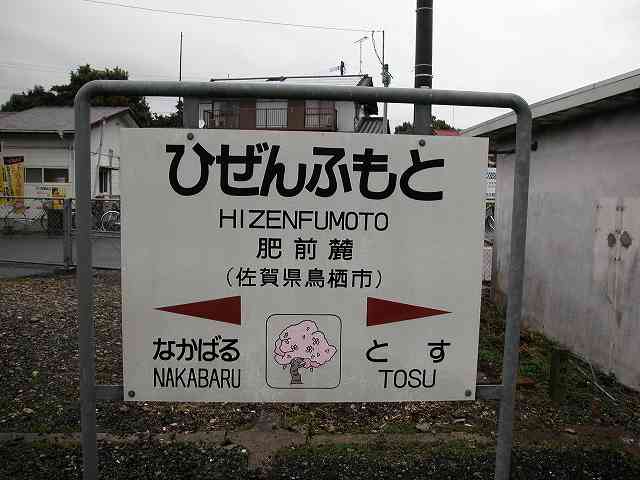 ひぜんふもと
HIZENFUMOTO
肥前麓
(佐賀県鳥栖市)
なかばる とす
NAKABARU TOSU